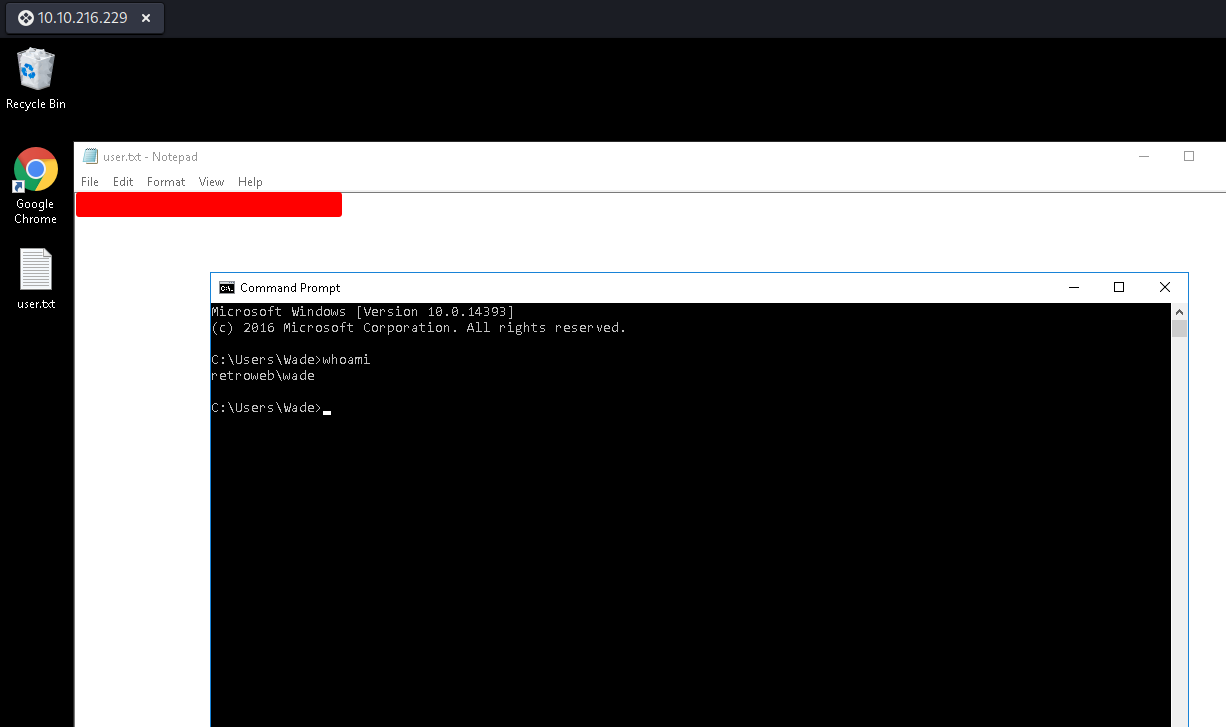 10.10.216.229
Recycle Bin
user.txt - Notepad
File Edit Format View Help
Google
Chrome
user.txt
Command Prompt
Microsoft Windows [Version 10.0.14393]
(c) 2016 Microsoft Corporation. All rights reserved.
C:\Users\Wade>whoami
retroweb\wade
C:\Users\Wade>